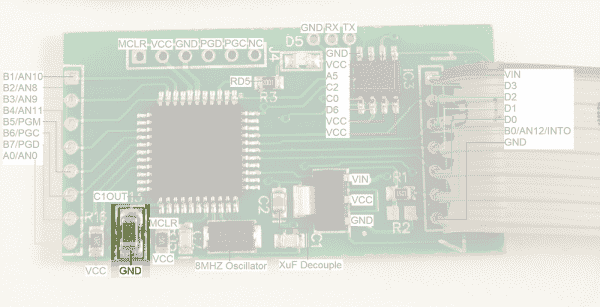 GND RX TX
D5
MCLR VCC GND PGD PGC NC
J4
GND
VCC
A5
C2
C0
D6
VCC
VCC
IC3
RD5
B1/AN10
B2/AN8
B3/AN9
B4/AN11
B5/PGM
B6/PGC
B7/PGD
A0/AN0
VIN
D3
D2
D1
D0
B0/AN12/INTO
GND
C1OUT
VIN
VCC
GND
C2
MCLR
R2
1
VCC
GND
VCC
8MHZ Oscillator
XuF Decouple